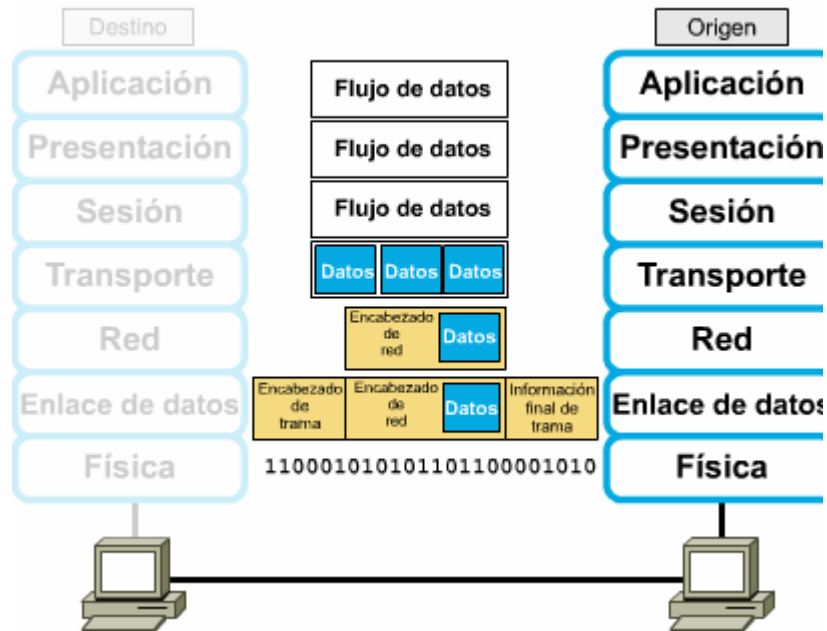 Destino
Origen
Aplicación
Flujo de datos
Aplicación
Presentación
Flujo de datos
Presentación
Sesión
Flujo de datos
Sesión
Transporte
Datos Datos Datos
Transporte
Red
Encabezado
de
red
Datos
Red
Enlace de datos
Encabezado
de
trama
Encabezado
de
red
Datos
Información
final de
trama
Enlace de datos
Física
110001010101101100001010
Física